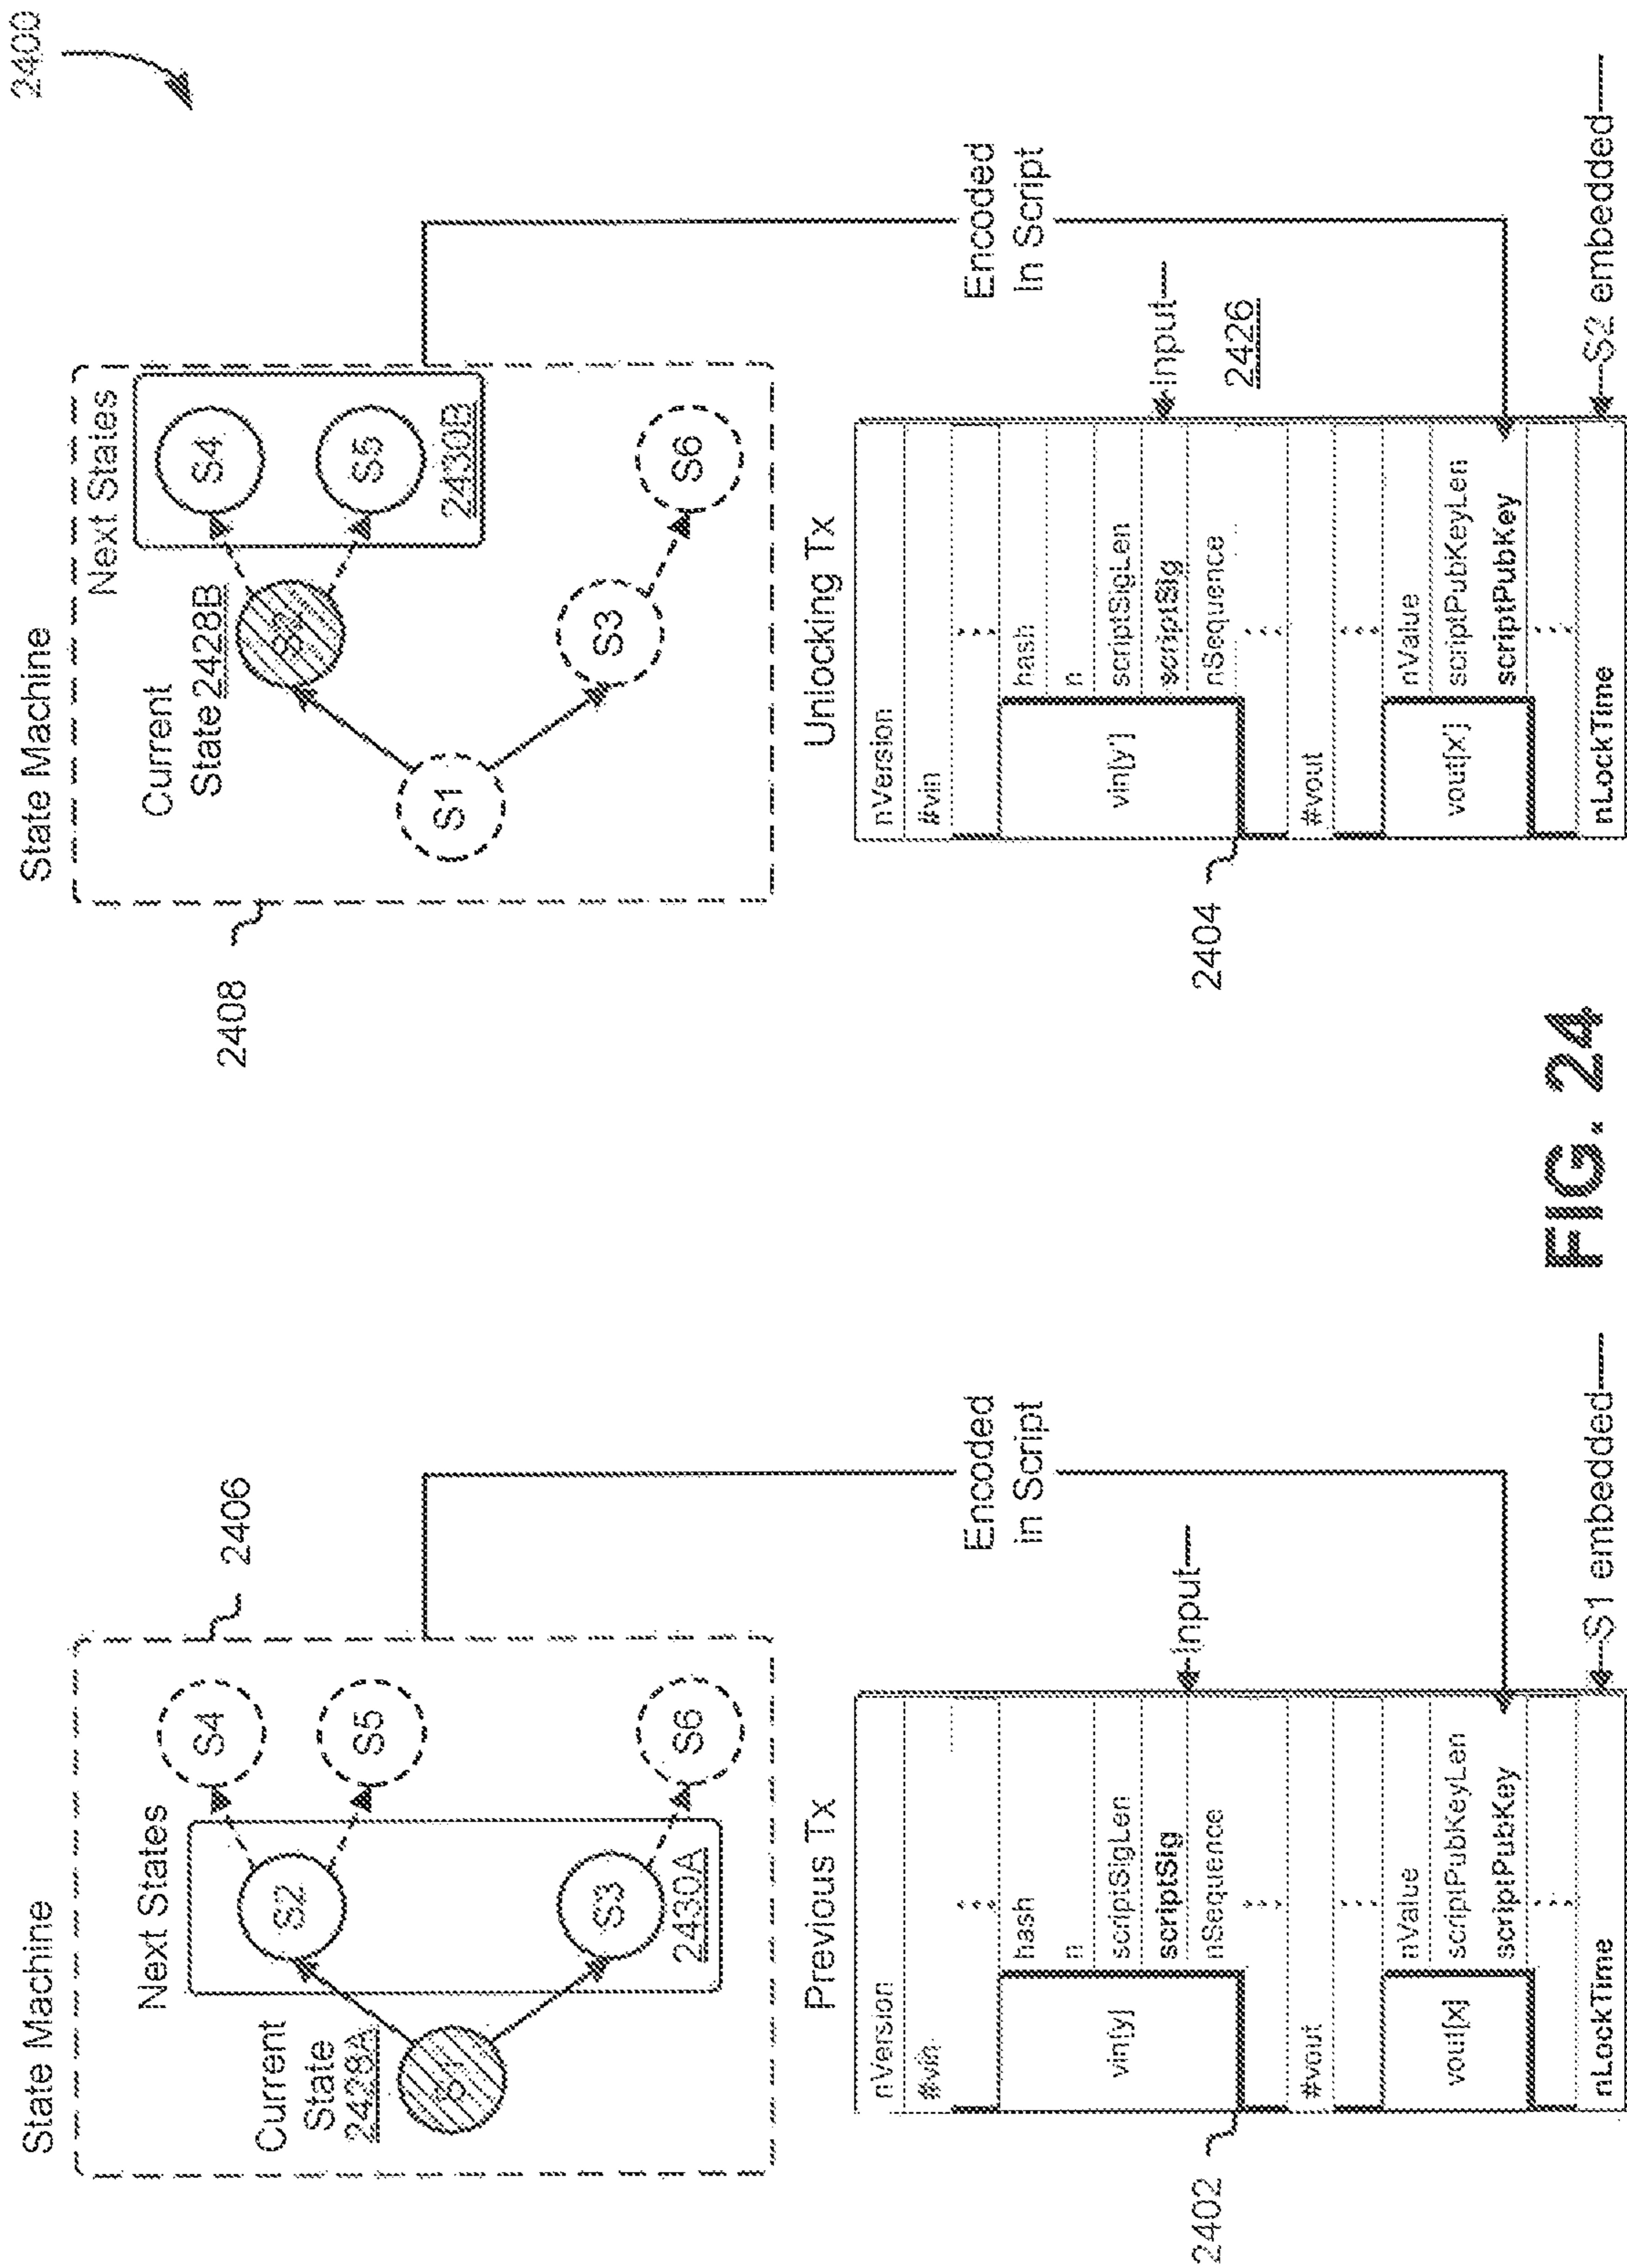 2400
State Machine
Next States
Current
State
2428A
S2
S3
S4
S5
S6
2430A
2406
Encoded
in Script
Previous Tx
nVersion
#vin
hash
n
scriptSigLen
scriptSig
nSequence
vin[y]
#vout
nValue
scriptPubKeyLen
scriptPubKey
vout[x]
nLockTime
Input
S1 embedded
2402
State Machine
Next States
Current
State 2428B
S1
S3
S4
S5
S6
2430B
2408
Encoded
In Script
Unlocking Tx
nVersion
#vin
hash
n
scriptSigLen
scriptSig
nSequence
vin[y']
#vout
nValue
scriptPubKeyLen
scriptPubKey
vout[x']
nLockTime
Input
2426
S2 embedded
2404
FIG. 24